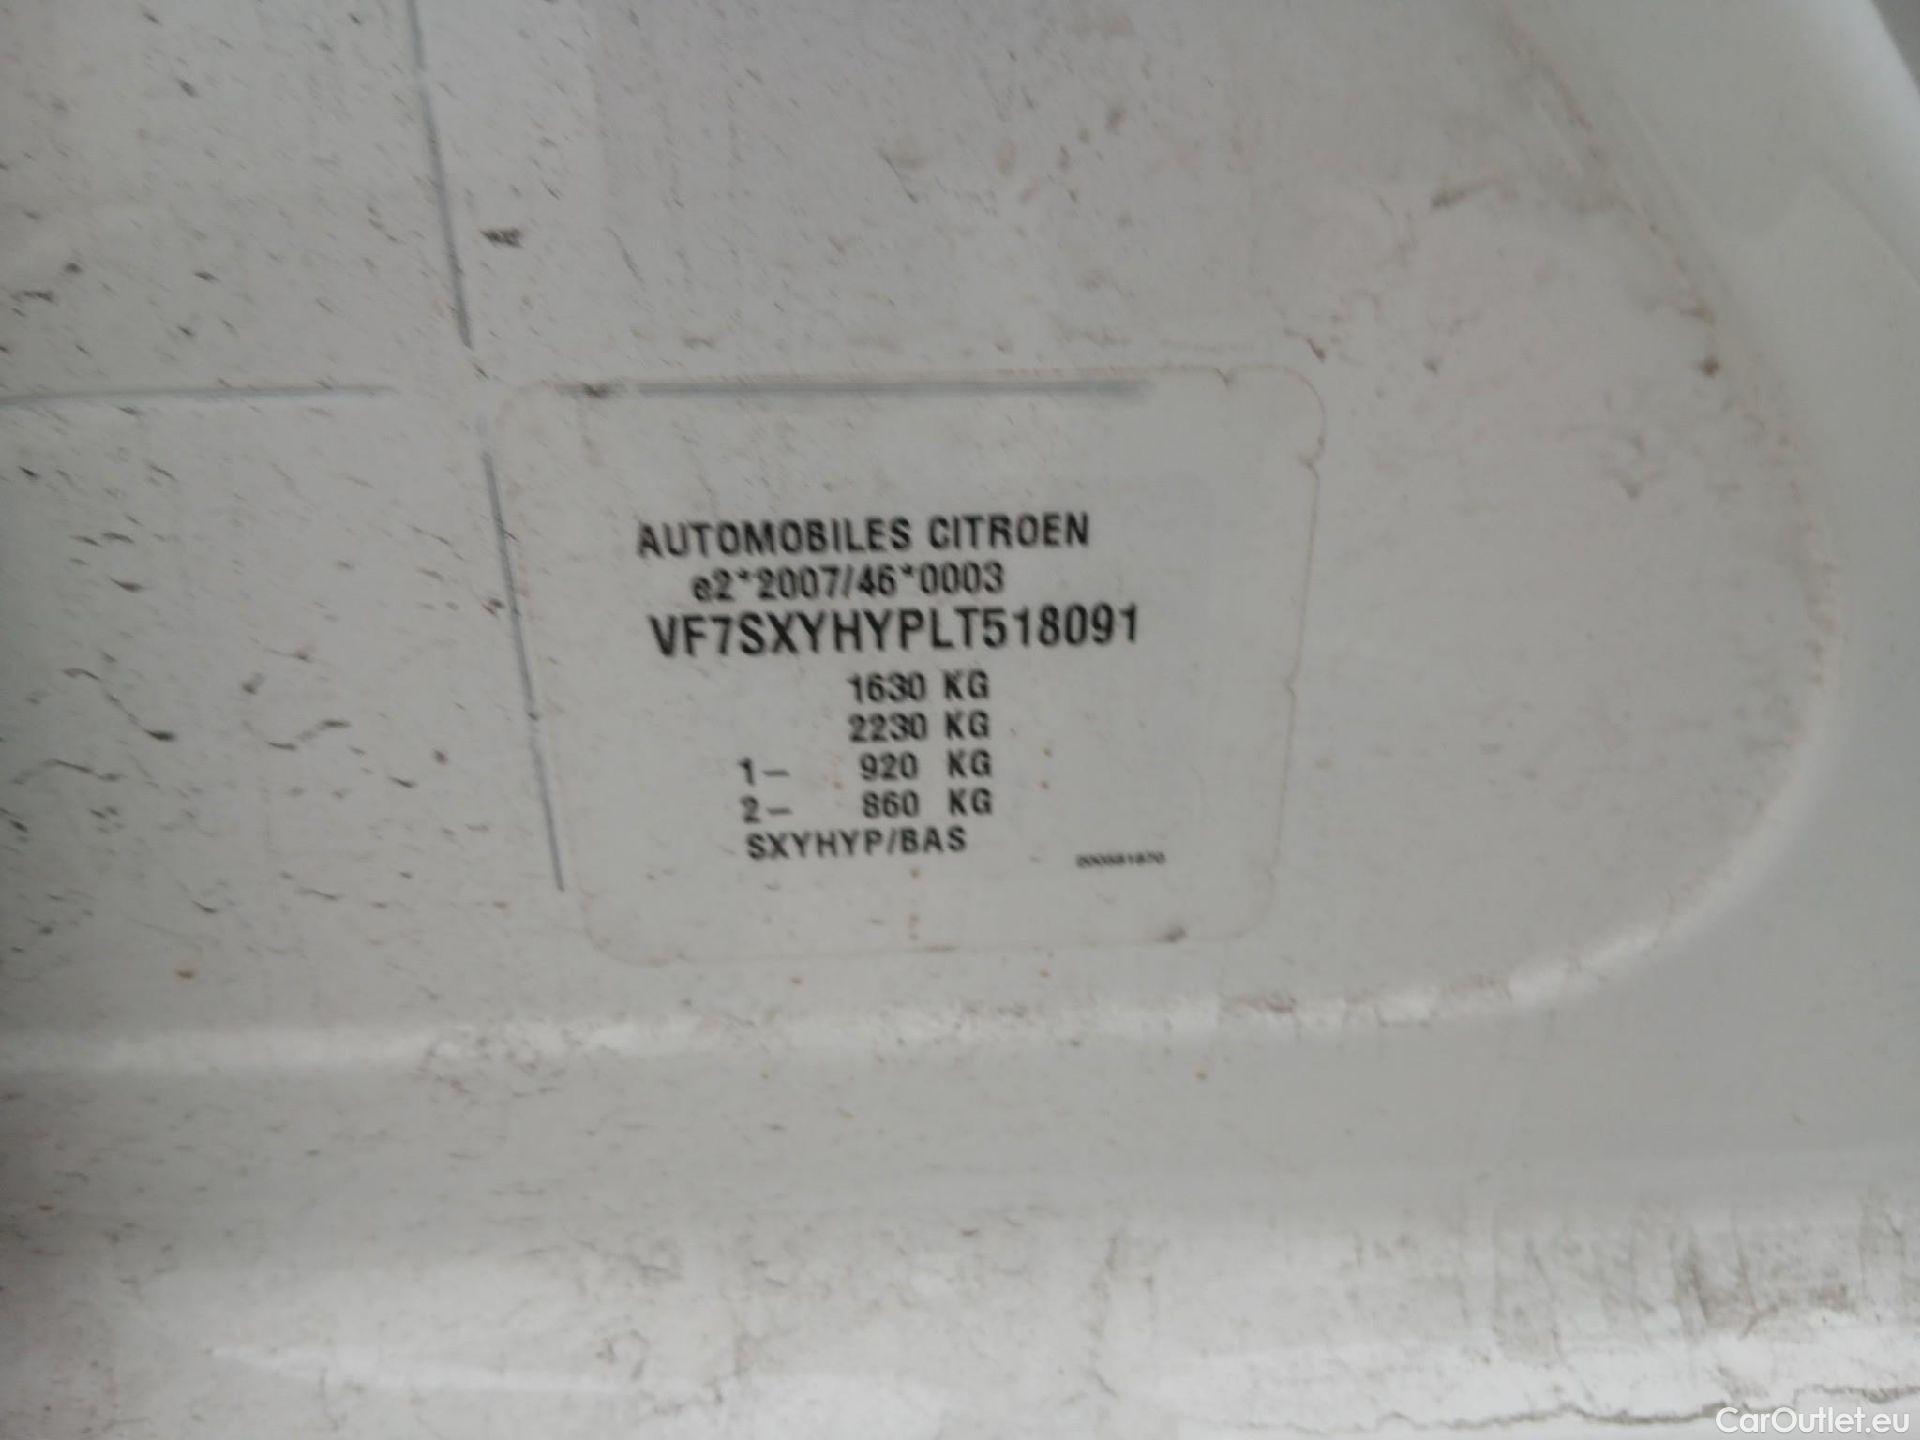 AUTOMOBILES CITROEN
e2*2007/46*0003
VF7SXYHYPLT518091
1630 KG
2230 KG
1- 920 KG
2- 860 KG
SXYHYP/BAS
CarOutlet.eu